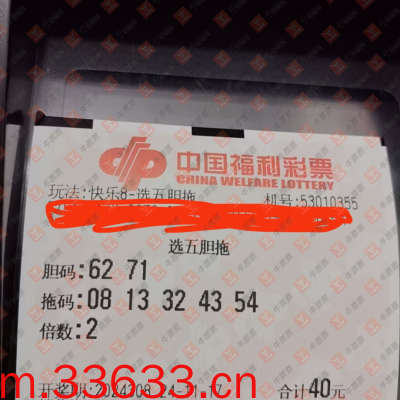 中国福利彩票
CHINA WELFARE LOTTERY
玩法:快乐8-选五胆拖
机号:53010355
选五胆拖
胆码:62 71
拖码:08 13 32 43 54
倍数:2
m.33633.cn
合计40元